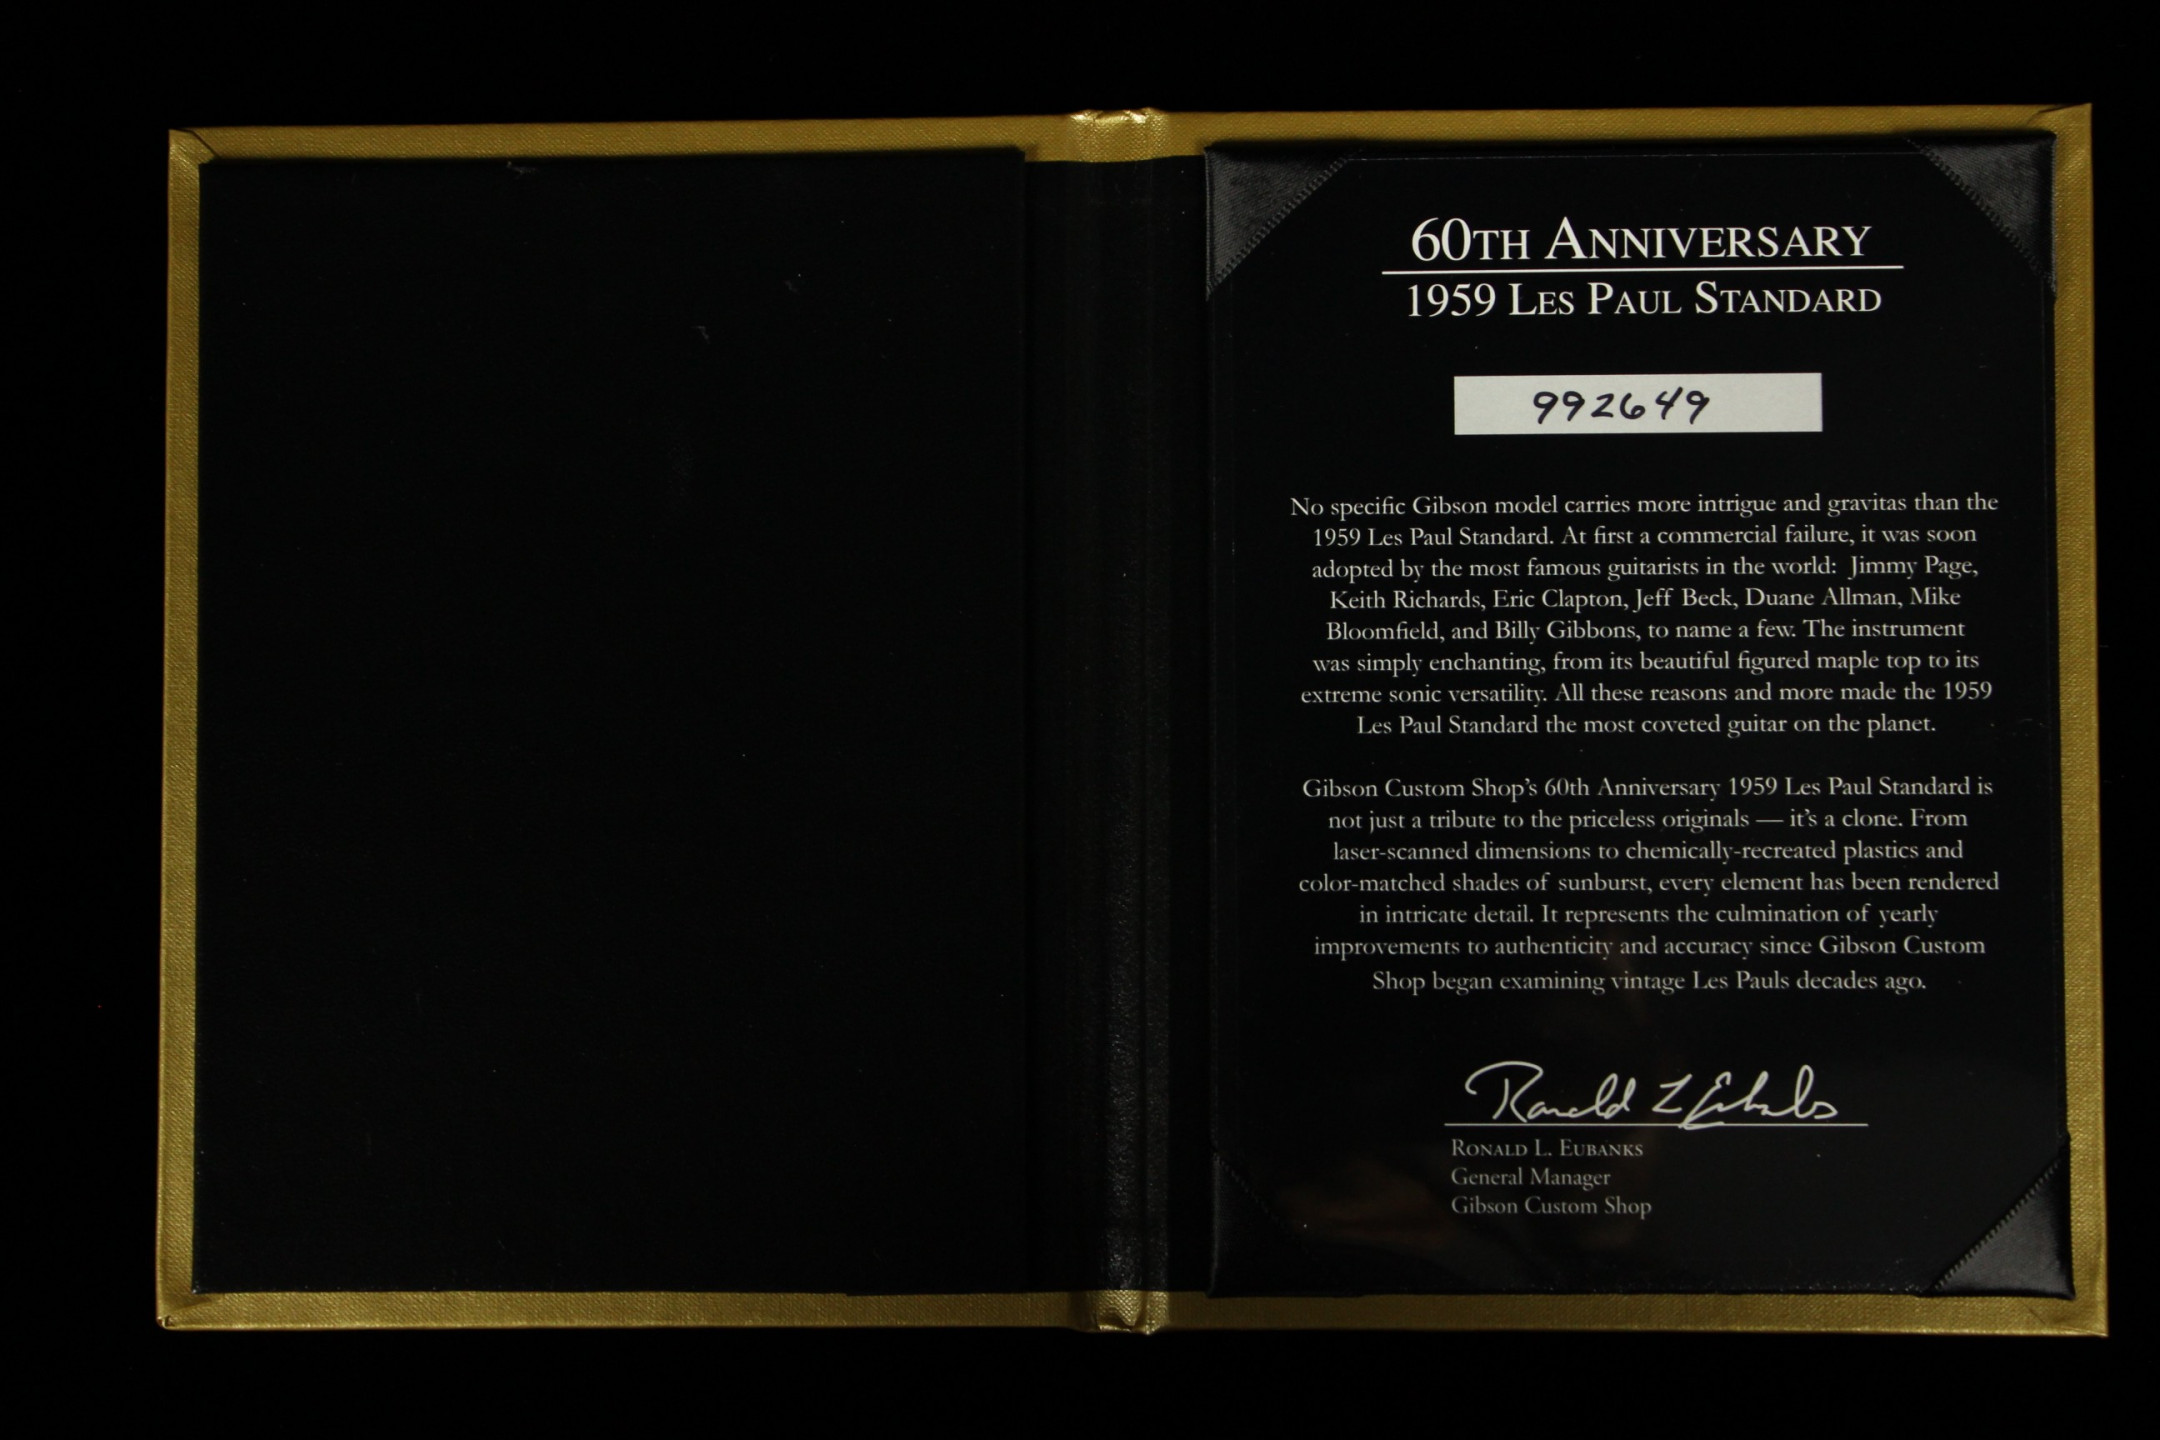 60TH ANNIVERSARY
1959 LES PAUL STANDARD
992649
No specific Gibson model carries more intrigue and gravitas than the
1959 Les Paul Standard. At first a commercial failure, it was soon
adopted by the most famous guitarists in the world: Jimmy Page,
Keith Richards, Eric Clapton, Jeff Beck, Duane Allman, Mike
Bloomfield, and Billy Gibbons, to name a few. The instrument
was simply enchanting, from its beautiful figured maple top to its
extreme sonic versatility. All these reasons and more made the 1959
Les Paul Standard the most coveted guitar on the planet.
Gibson Custom Shop's 60th Anniversary 1959 Les Paul Standard is
not just a tribute to the priceless originals — it's a clone. From
laser-scanned dimensions to chemically-recreated plastics and
color-matched shades of sunburst, every element has been rendered
in intricate detail. It represents the culmination of yearly
improvements to authenticity and accuracy since Gibson Custom
Shop began examining vintage Les Pauls decades ago.
Ronald L Eubanks
RONALD L. EUBANKS
General Manager
Gibson Custom Shop